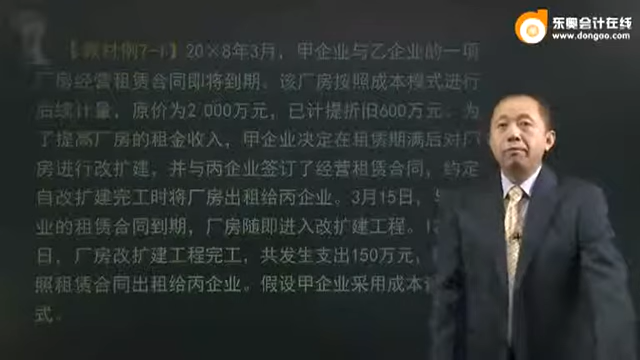 东奥会计在线
www.dongao.com
【教材例7-1】20×8年3月，甲企业与乙企业的一项
厂房经营租赁合同即将到期。该厂房按照成本模式进行
后续计量，原价为2 000万元，已计提折旧600万元。为
了提高厂房的租金收入，甲企业决定在租赁期满后对厂
房进行改扩建，并与丙企业签订了经营租赁合同，约定
自改扩建完工时将厂房出租给丙企业。3月15日，
业的租赁合同到期，厂房随即进入改扩建工程。
日，厂房改扩建工程完工，共发生支出150万元，
照租赁合同出租给丙企业。假设甲企业采用成本
式。